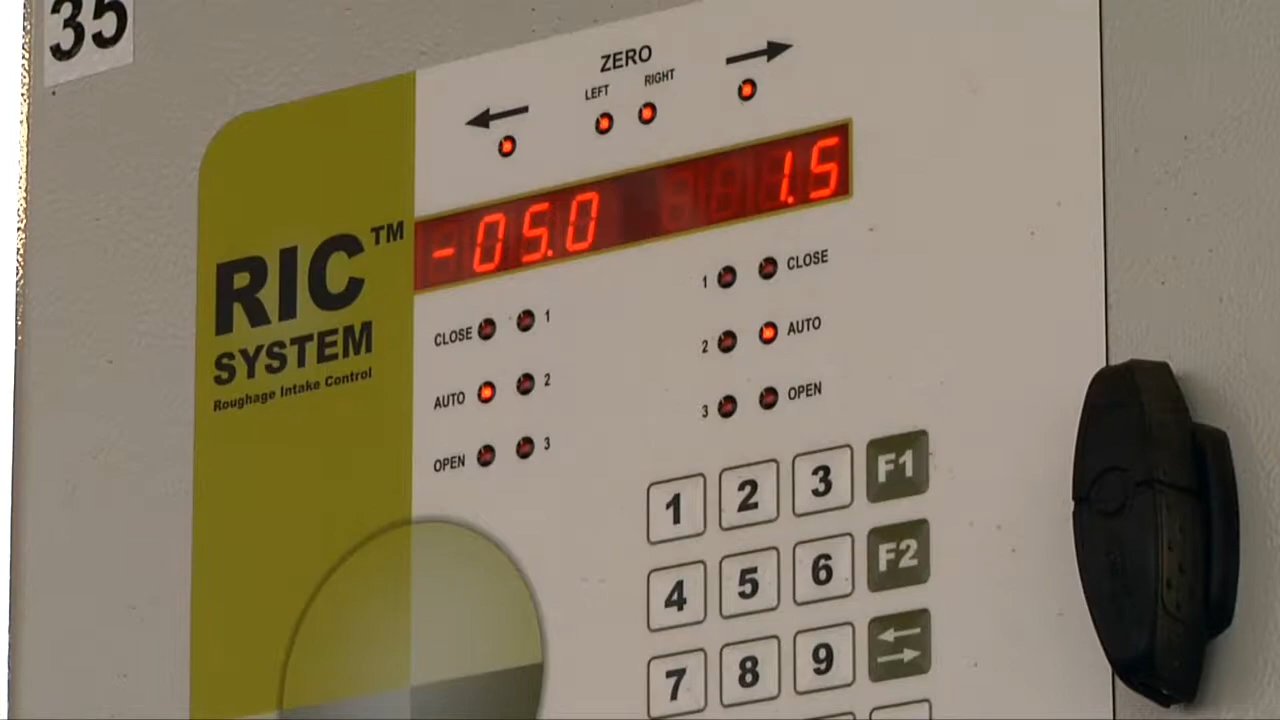 35
ZERO
LEFT RIGHT
-05.0 1.5
RIC™
SYSTEM
Roughage Intake Control
CLOSE 1
AUTO 2
OPEN 3
1 CLOSE
2 AUTO
3 OPEN
1 2 3 F1
4 5 6 F2
7 8 9